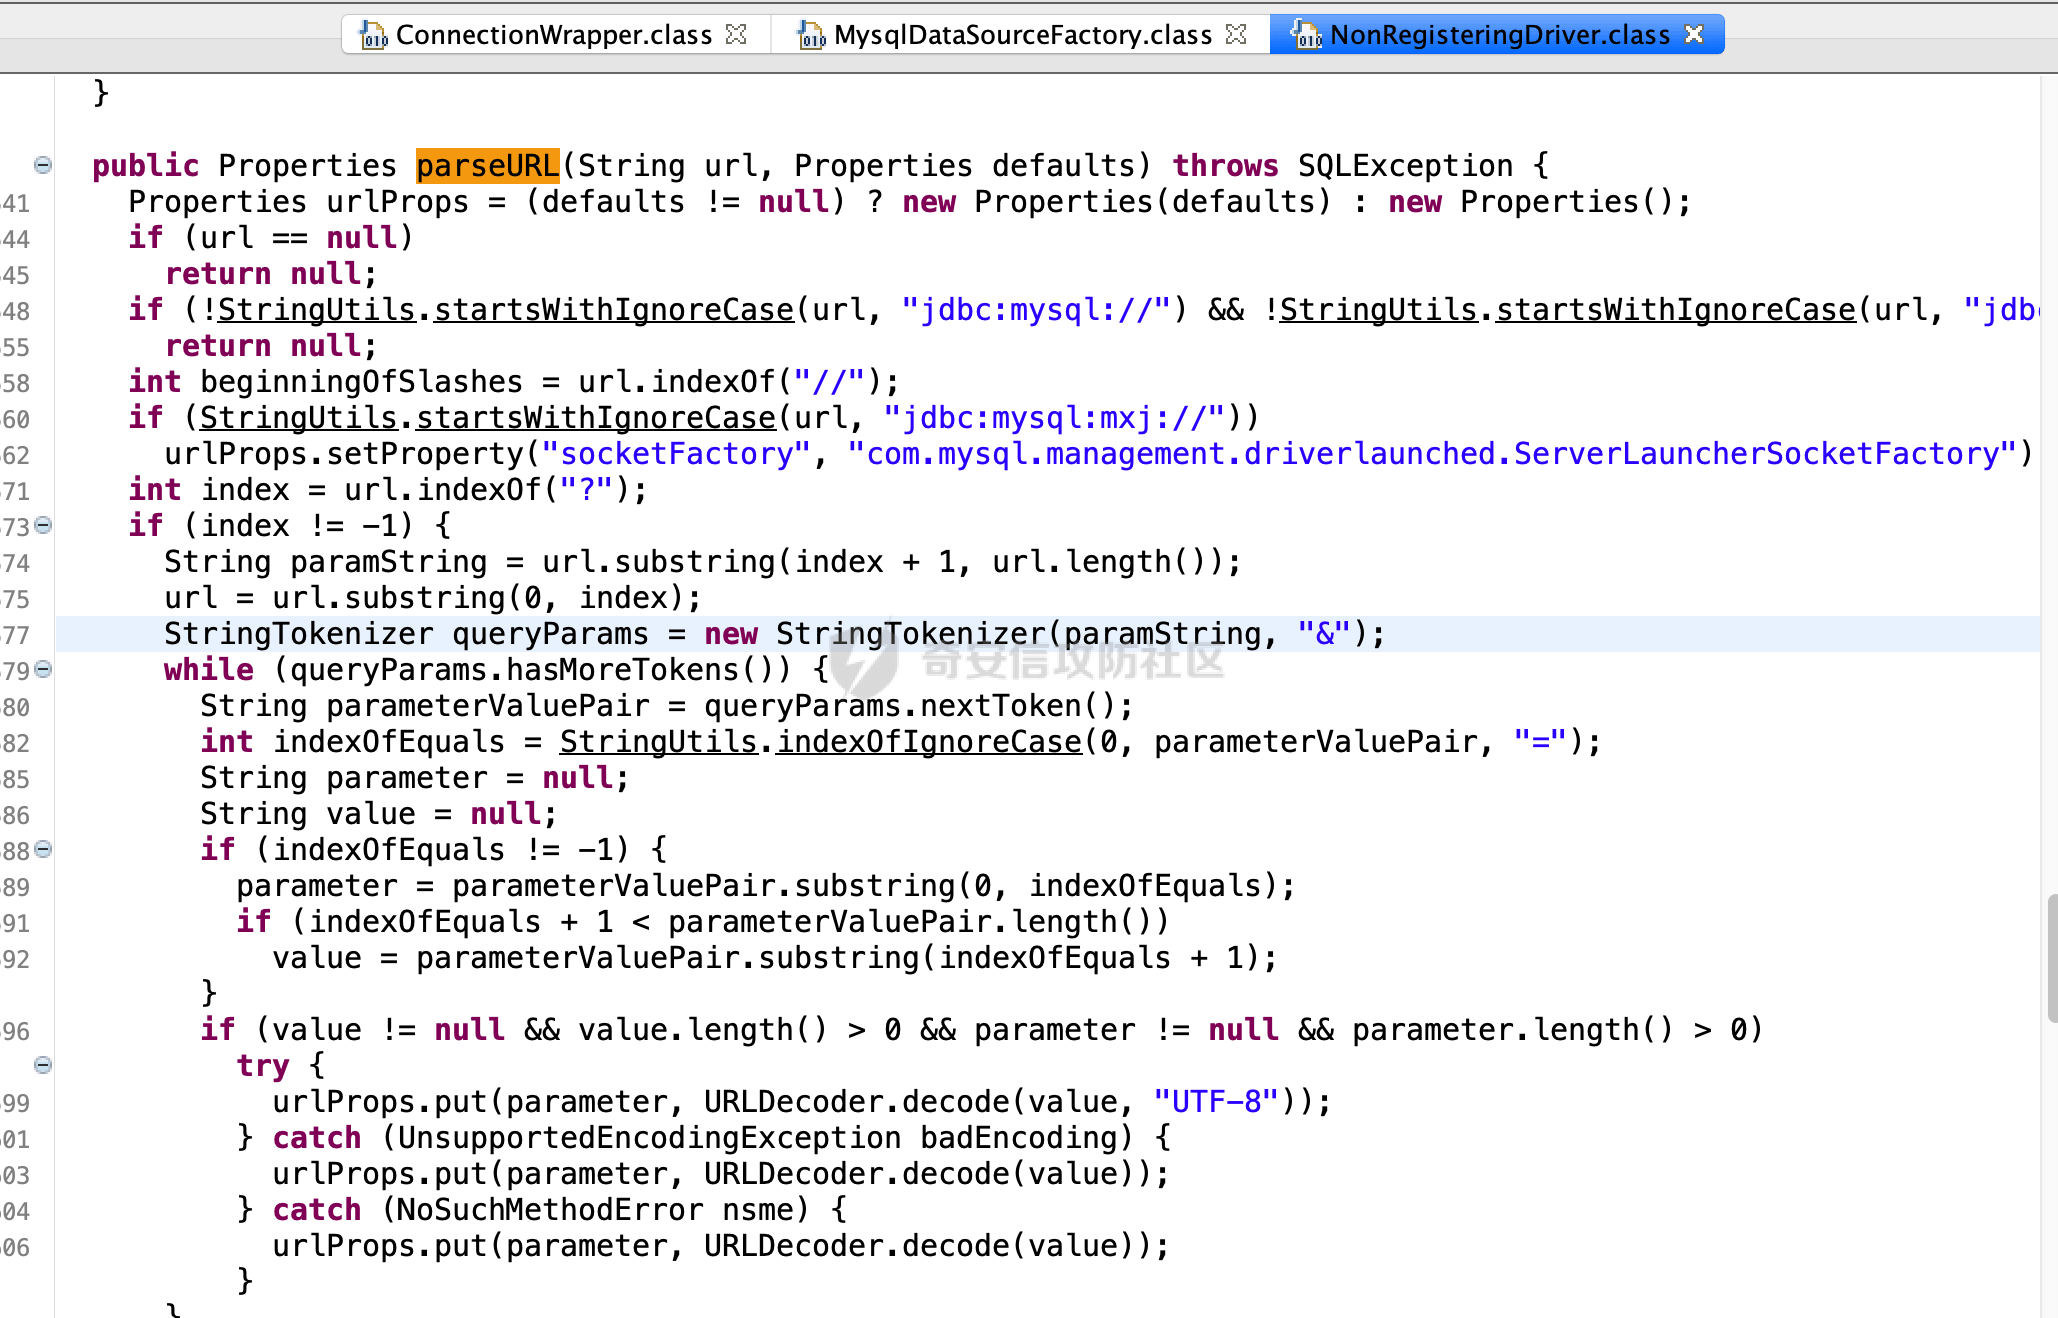 ConnectionWrapper.class MysqlDataSourceFactory.class NonRegisteringDriver.class
}
public Properties parseURL(String url, Properties defaults) throws SQLException {
41 Properties urlProps = (defaults != null) ? new Properties(defaults) : new Properties();
44 if (url == null)
45 return null;
48 if (!StringUtils.startsWithIgnoreCase(url, "jdbc:mysql://") && !StringUtils.startsWithIgnoreCase(url, "jdb
55 return null;
58 int beginningOfSlashes = url.indexOf("//");
60 if (StringUtils.startsWithIgnoreCase(url, "jdbc:mysql:mxj://"))
62 urlProps.setProperty("socketFactory", "com.mysql.management.driverlaunched.ServerLauncherSocketFactory")
71 int index = url.indexOf("?");
73 if (index != -1) {
74 String paramString = url.substring(index + 1, url.length());
75 url = url.substring(0, index);
77 StringTokenizer queryParams = new StringTokenizer(paramString, "&");
奇安信攻防社区
79 while (queryParams.hasMoreTokens()) {
80 String parameterValuePair = queryParams.nextToken();
82 int indexOfEquals = StringUtils.indexOfIgnoreCase(0, parameterValuePair, "=");
85 String parameter = null;
86 String value = null;
88 if (indexOfEquals != -1) {
89 parameter = parameterValuePair.substring(0, indexOfEquals);
91 if (indexOfEquals + 1 < parameterValuePair.length())
92 value = parameterValuePair.substring(indexOfEquals + 1);
}
96 if (value != null && value.length() > 0 && parameter != null && parameter.length() > 0)
try {
99 urlProps.put(parameter, URLDecoder.decode(value, "UTF-8"));
01 } catch (UnsupportedEncodingException badEncoding) {
03 urlProps.put(parameter, URLDecoder.decode(value));
04 } catch (NoSuchMethodError nsme) {
06 urlProps.put(parameter, URLDecoder.decode(value));
}
}